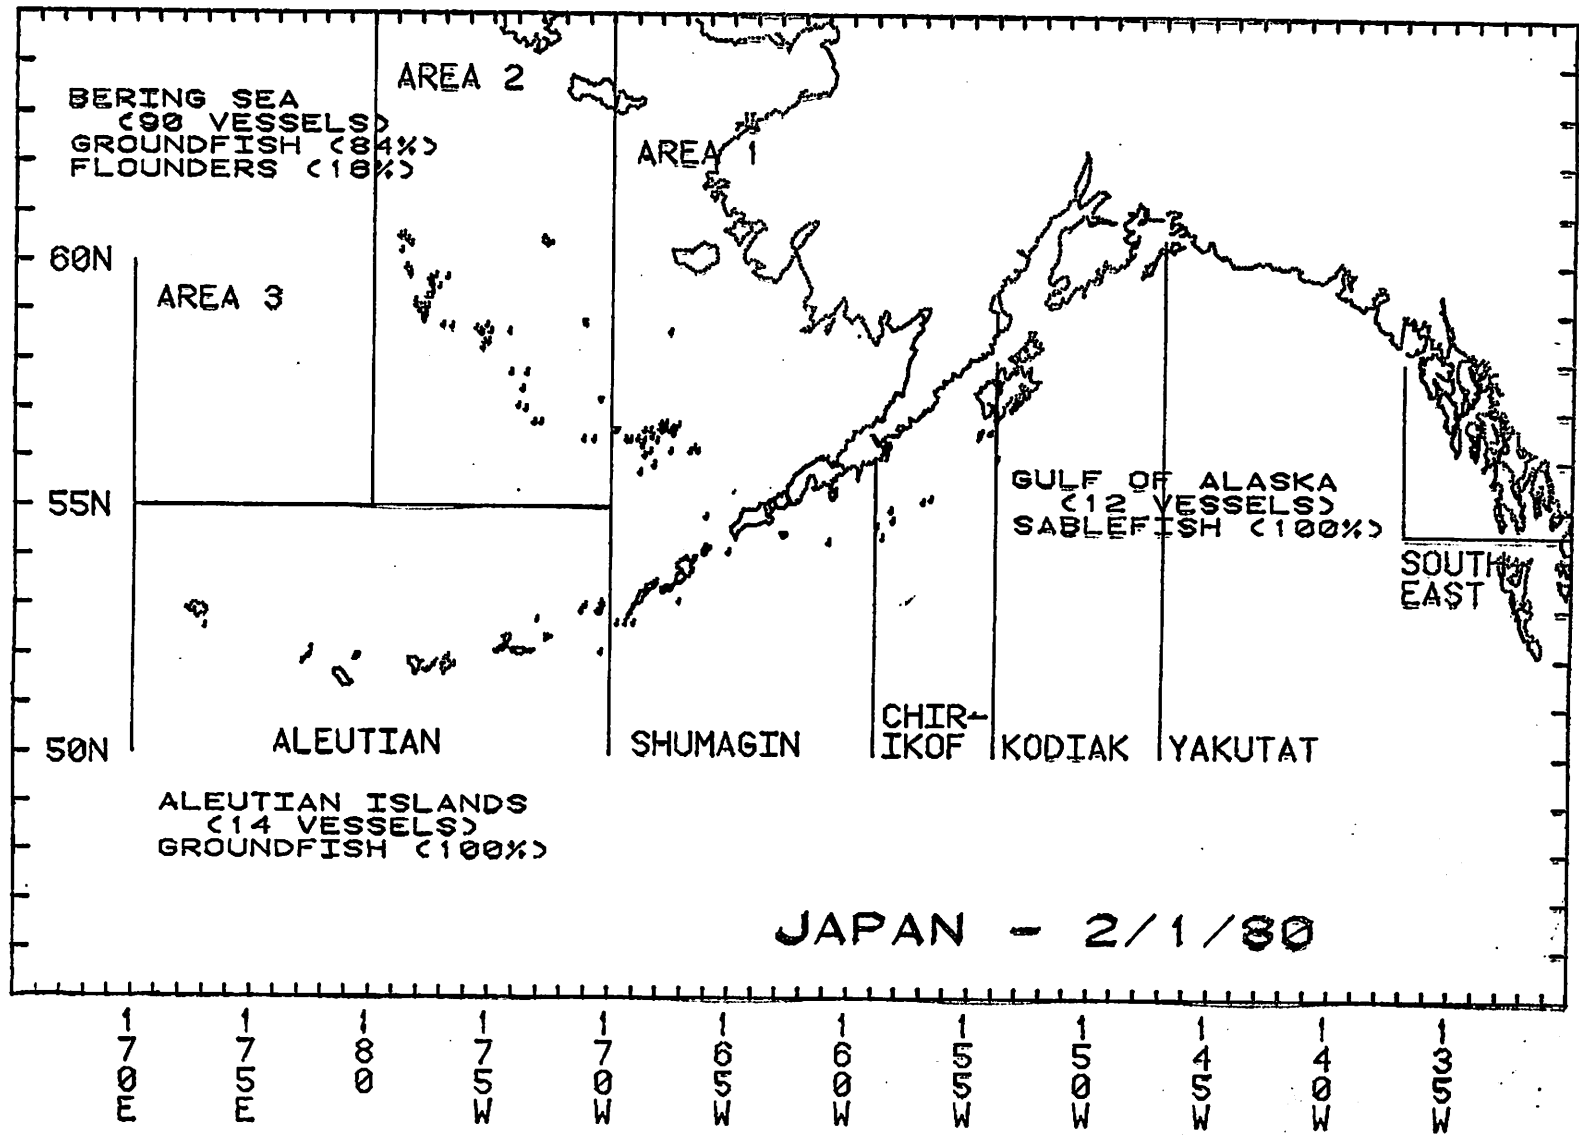 AREA 2
BERING SEA
(90 VESSELS)
GROUNDFISH (84%)
FLOUNDERS (16%)
AREA 1
60N
AREA 3
55N
GULF OF ALASKA
(12 VESSELS)
SABLEFISH (100%)
SOUTH
EAST
50N
ALEUTIAN
SHUMAGIN
CHIR-
IKOF
KODIAK
YAKUTAT
ALEUTIAN ISLANDS
(14 VESSELS)
GROUNDFISH (100%)
JAPAN - 2/1/80
170E
175E
180
175W
170W
165W
160W
155W
150W
145W
140W
135W